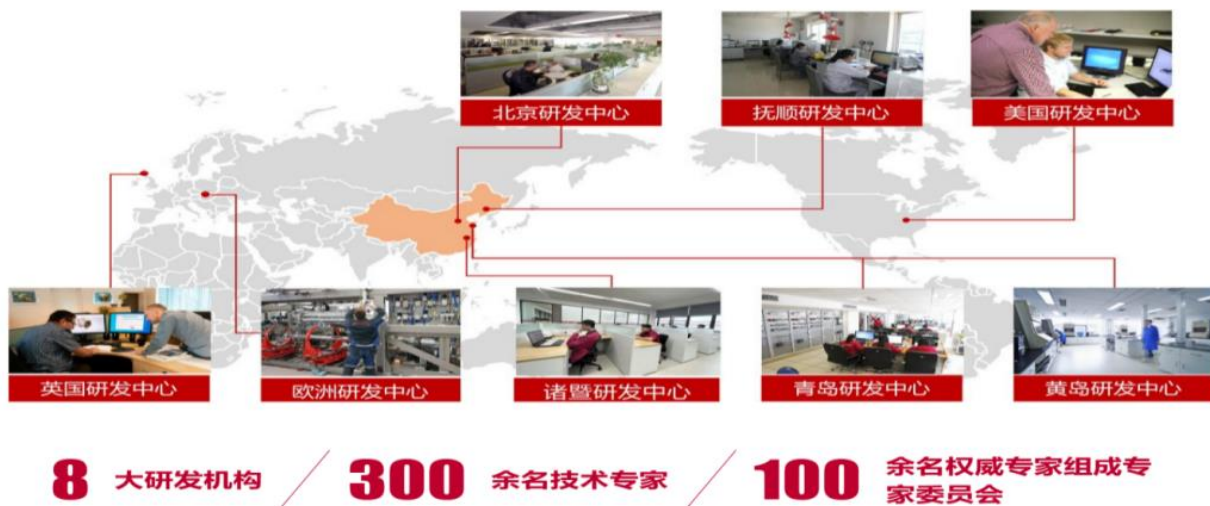 北京研发中心
抚顺研发中心
美国研发中心
英国研发中心
欧洲研发中心
诸暨研发中心
青岛研发中心
黄岛研发中心
8 大研发机构
300 余名技术专家
100 余名权威专家组成专
家委员会